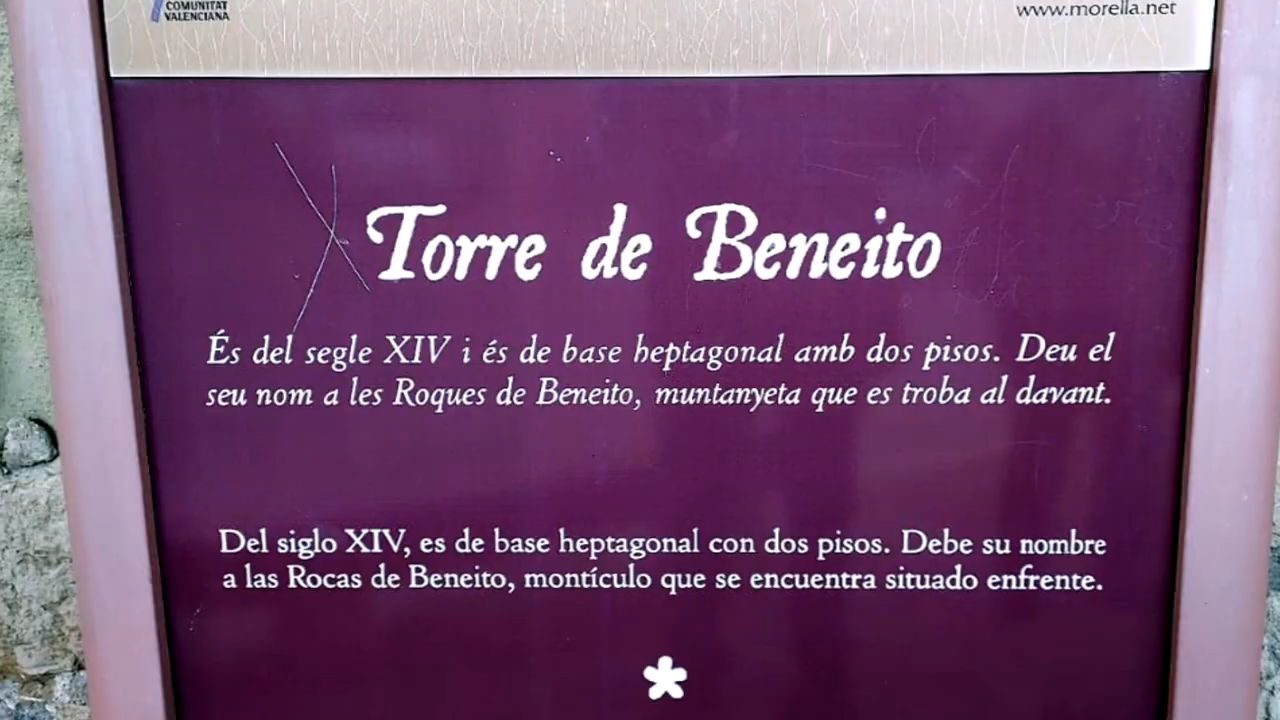 COMUNITAT
VALENCIANA
www.morella.net
Torre de Beneito
És del segle XIV i és de base heptagonal amb dos pisos. Deu el
seu nom a les Roques de Beneito, muntanyeta que es troba al davant.
Del siglo XIV, es de base heptagonal con dos pisos. Debe su nombre
a las Rocas de Beneito, montículo que se encuentra situado enfrente.